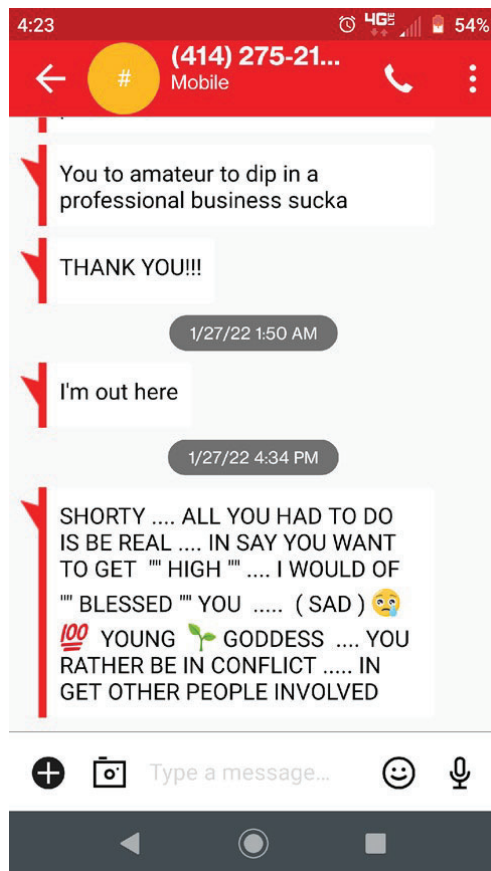 4:23 4GE 54%
(414) 275-21...
#
Mobile
You to amateur to dip in a
professional business sucka
THANK YOU!!!
1/27/22 1:50 AM
I'm out here
1/27/22 4:34 PM
SHORTY .... ALL YOU HAD TO DO
IS BE REAL .... IN SAY YOU WANT
TO GET "" HIGH "" .... I WOULD OF
"" BLESSED "" YOU ..... ( SAD ) 😢
💯 YOUNG 🌱 GODDESS .... YOU
RATHER BE IN CONFLICT ..... IN
GET OTHER PEOPLE INVOLVED
Type a message...